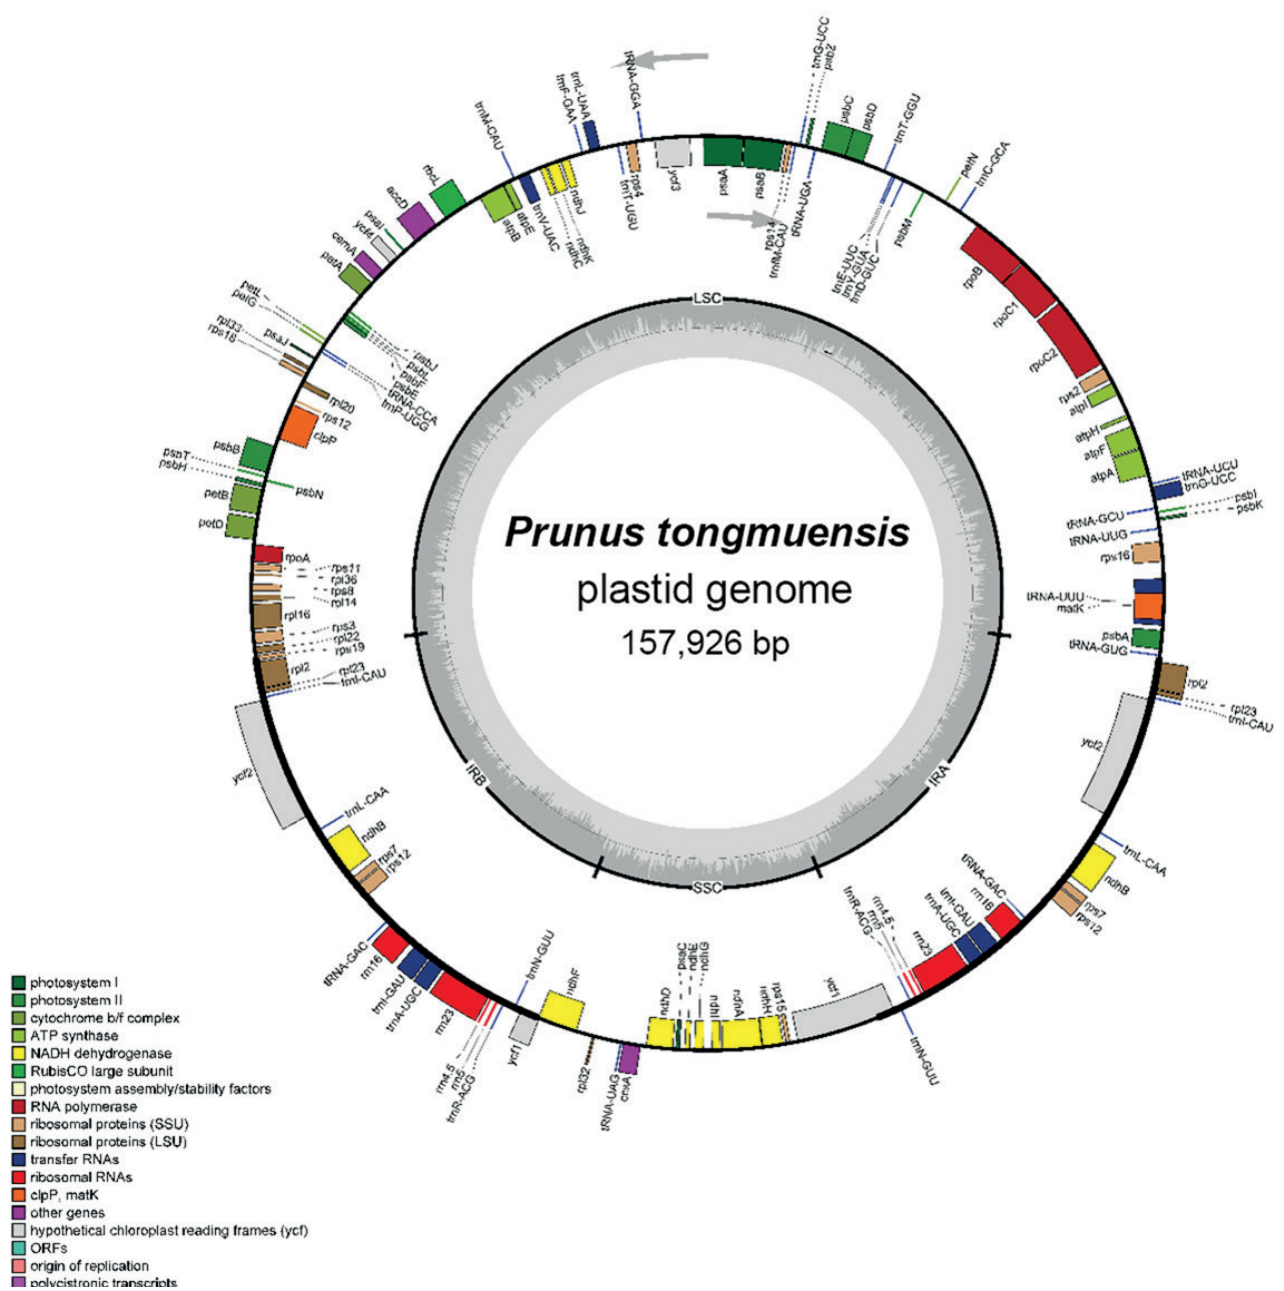 Prunus tongmuensis
plastid genome
157,926 bp
LSC
IRA
SSC
IRB
tRNA-GGA
trnL-UAA
trnF-GAA
trnM-CAU
rbcL
accD
psaI
ycf4
cemA
petA
petL
petG
rpl33
rps18
psaJ
psbB
psbT
psbH
petB
petD
psbN
clpP
rps12
rpl20
trnP-UGG
tRNA-CCA
psbE
psbF
psbL
psbJ
atpB
atpE
trnV-UAC
ndhC
ndhK
ndhJ
trnT-UGU
rps4
ycf3
psaA
psaB
rps14
trnfM-CAU
tRNA-UGA
trnG-UCC
psbZ
psbC
psbD
trnT-GGU
trnE-UUC
trnY-GUA
trnD-GUC
psbM
petN
trnC-GCA
rpoB
rpoC1
rpoC2
rps2
atpI
atpH
atpF
atpA
tRNA-UCU
trnG-UCC
tRNA-GCU
psbI
psbK
tRNA-UUG
rps16
tRNA-UUU
matK
psbA
tRNA-GUG
rpl2
rpl23
trnI-CAU
ycf2
trnL-CAA
ndhB
rps7
rps12
tRNA-GAC
rrn16
trnI-GAU
trnA-UGC
rrn23
rrn4.5
rrn5
trnR-ACG
trnN-GUU
ycf1
rps15
ndhH
ndhA
ndhI
ndhG
ndhE
psaC
ndhD
ccsA
tRNA-UAG
rpl32
ndhF
ycf1
trnN-GUU
trnR-ACG
rrn5
rrn4.5
rrn23
trnA-UGC
trnI-GAU
rrn16
tRNA-GAC
rps12
rps7
ndhB
trnL-CAA
ycf2
trnI-CAU
rpl23
rpl2
rps19
rpl22
rps3
rpl16
rpl14
rps8
rpl36
rps11
rpoA
photosystem I
photosystem II
cytochrome b/f complex
ATP synthase
NADH dehydrogenase
RubisCO large subunit
photosystem assembly/stability factors
RNA polymerase
ribosomal proteins (SSU)
ribosomal proteins (LSU)
transfer RNAs
ribosomal RNAs
clpP, matK
other genes
hypothetical chloroplast reading frames (ycf)
ORFs
origin of replication
polycistronic transcripts